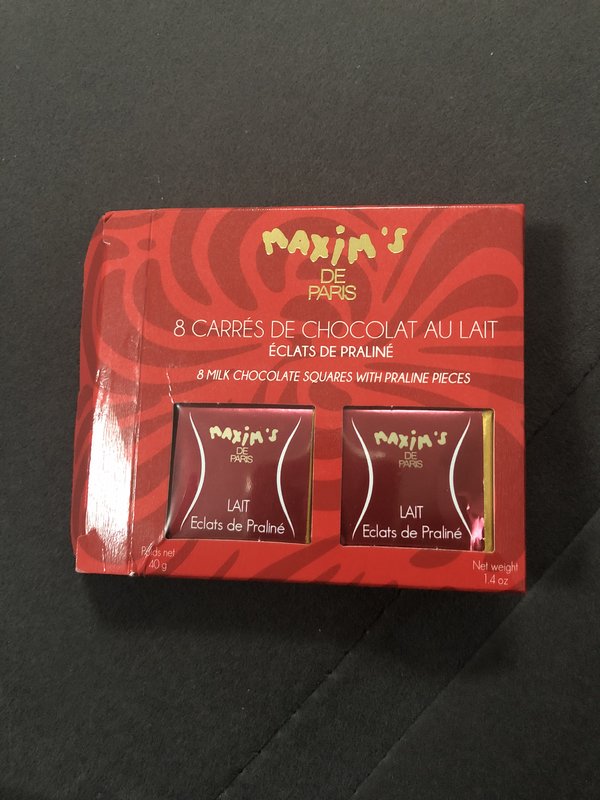 MAXiM'S
DE
PARIS
8 CARRÉS DE CHOCOLAT AU LAIT
ÉCLATS DE PRALINÉ
8 MILK CHOCOLATE SQUARES WITH PRALINE PIECES
MAXiM'S
DE
PARIS
LAIT
Eclats de Praliné
MAXiM'S
DE
PARIS
LAIT
Eclats de Praliné
Poids net
40 g
Net weight
1.4 oz